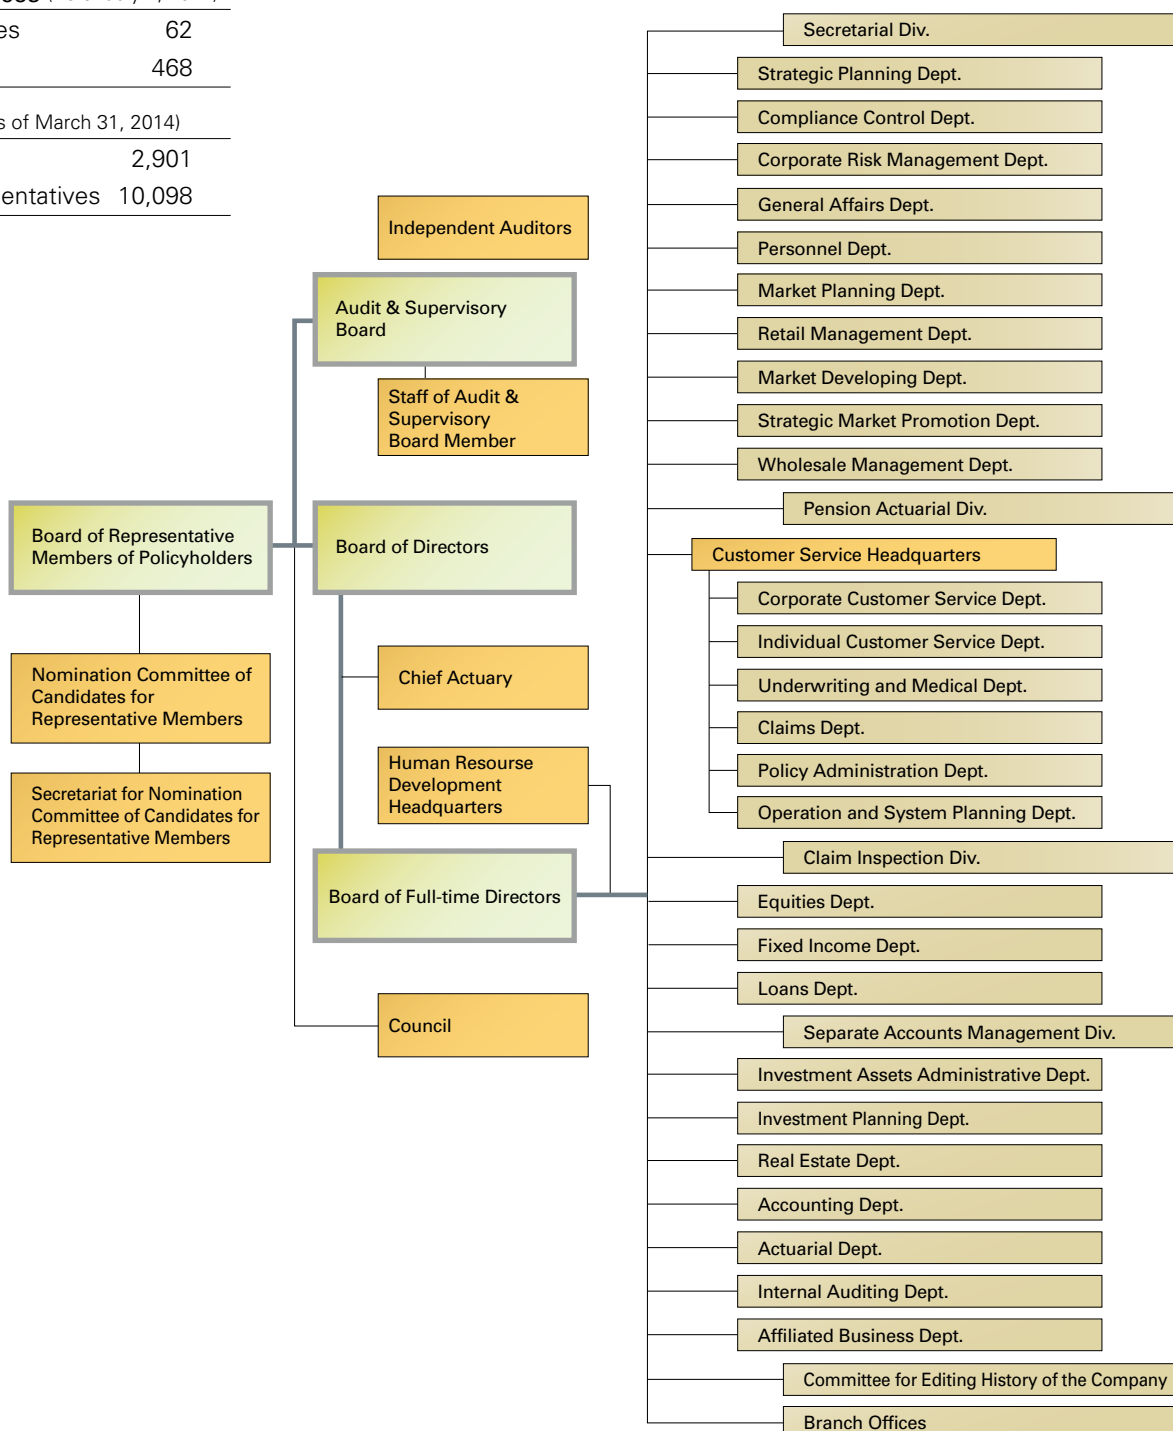 62
468
s of March 31, 2014)
2,901
entatives 10,098
Independent Auditors
Audit & Supervisory
Board
Staff of Audit &
Supervisory
Board Member
Board of Representative
Members of Policyholders
Board of Directors
Nomination Committee of
Candidates for
Representative Members
Secretariat for Nomination
Committee of Candidates for
Representative Members
Chief Actuary
Human Resourse
Development
Headquarters
Board of Full-time Directors
Council
Secretarial Div.
Strategic Planning Dept.
Compliance Control Dept.
Corporate Risk Management Dept.
General Affairs Dept.
Personnel Dept.
Market Planning Dept.
Retail Management Dept.
Market Developing Dept.
Strategic Market Promotion Dept.
Wholesale Management Dept.
Pension Actuarial Div.
Customer Service Headquarters
Corporate Customer Service Dept.
Individual Customer Service Dept.
Underwriting and Medical Dept.
Claims Dept.
Policy Administration Dept.
Operation and System Planning Dept.
Claim Inspection Div.
Equities Dept.
Fixed Income Dept.
Loans Dept.
Separate Accounts Management Div.
Investment Assets Administrative Dept.
Investment Planning Dept.
Real Estate Dept.
Accounting Dept.
Actuarial Dept.
Internal Auditing Dept.
Affiliated Business Dept.
Committee for Editing History of the Company
Branch Offices